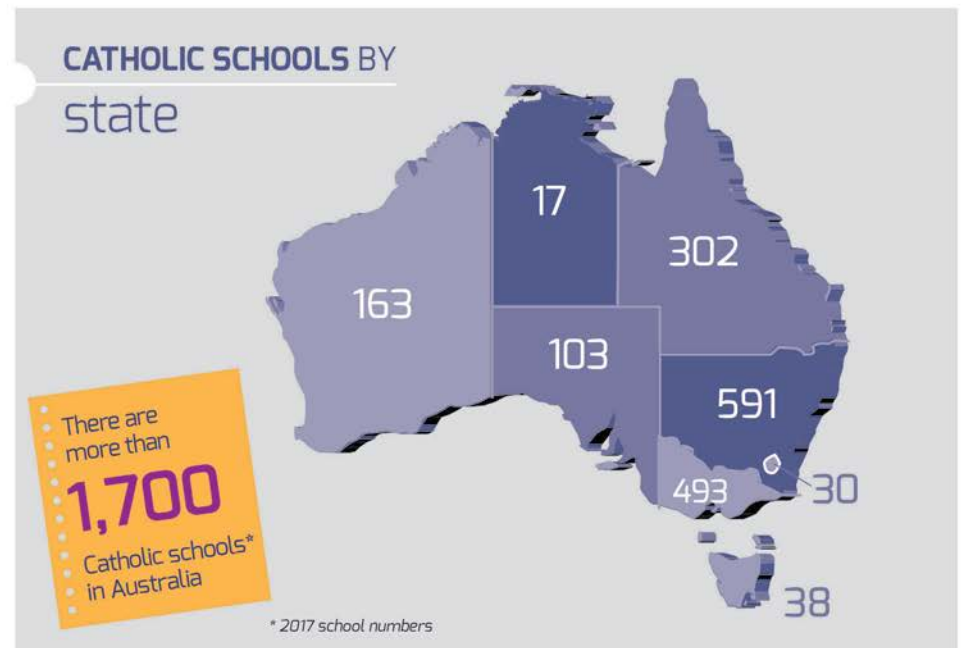 CATHOLIC SCHOOLS BY
state
17
302
163
103
591
493
30
38
There are
more than
1,700
Catholic schools*
in Australia
* 2017 school numbers